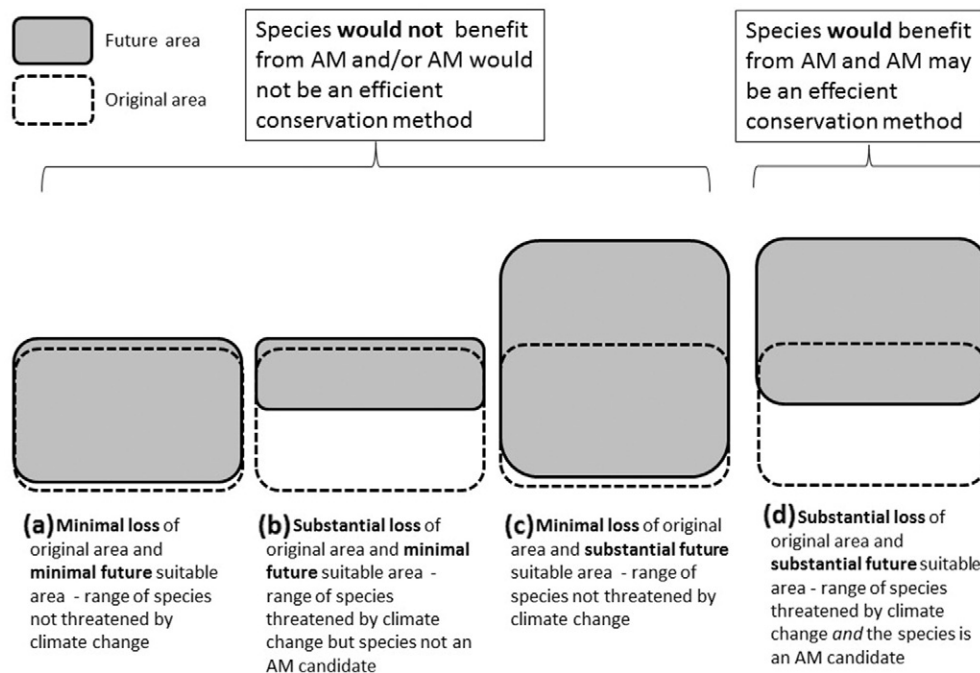 Future area
Original area
Species would not benefit
from AM and/or AM would
not be an efficient
conservation method
Species would benefit
from AM and AM may
be an effecient
conservation method
(a) Minimal loss of
original area and
minimal future suitable
area - range of species
not threatened by
climate change
(b) Substantial loss of
original area and minimal
future suitable area -
range of species
threatened by climate
change but species not an
AM candidate
(c) Minimal loss of original
area and substantial future
suitable area - range of
species not threatened by
climate change
(d) Substantial loss of
original area and
substantial future suitable
area - range of species
threatened by climate
change and the species is
an AM candidate